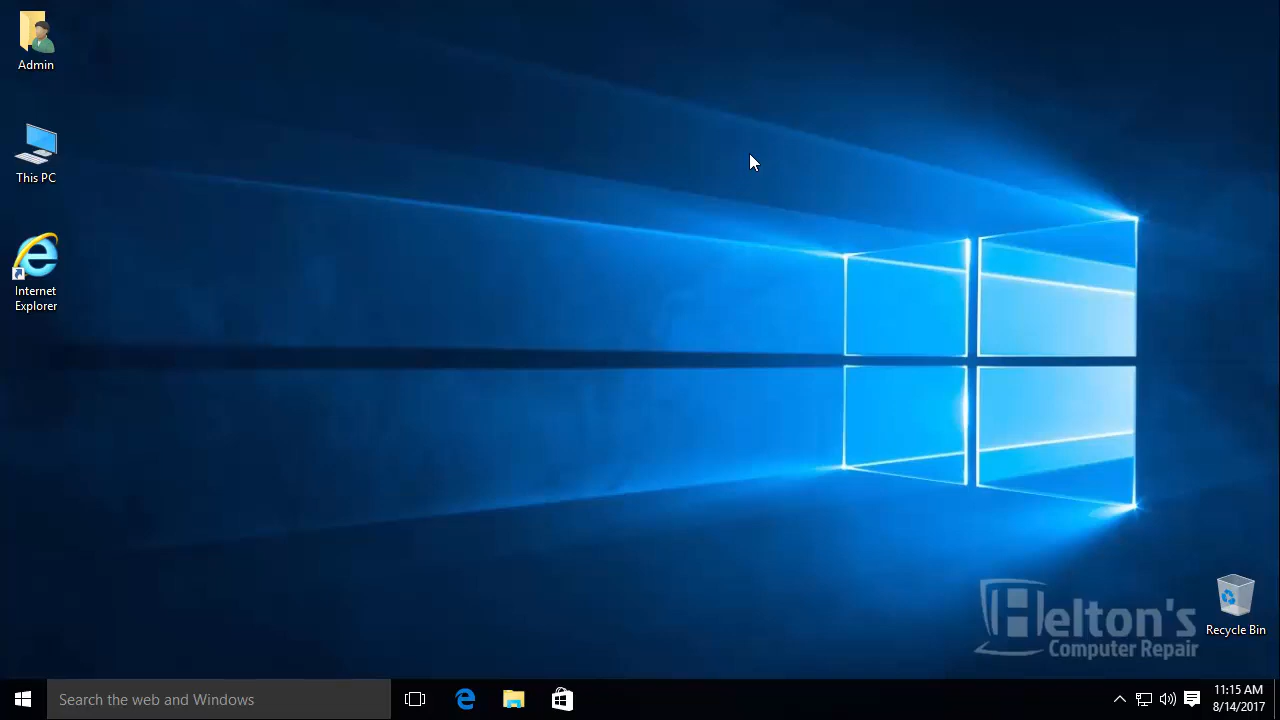 Admin
This PC
Internet
Explorer
Helton's
Computer Repair
Recycle Bin
Search the web and Windows
11:15 AM
8/14/2017